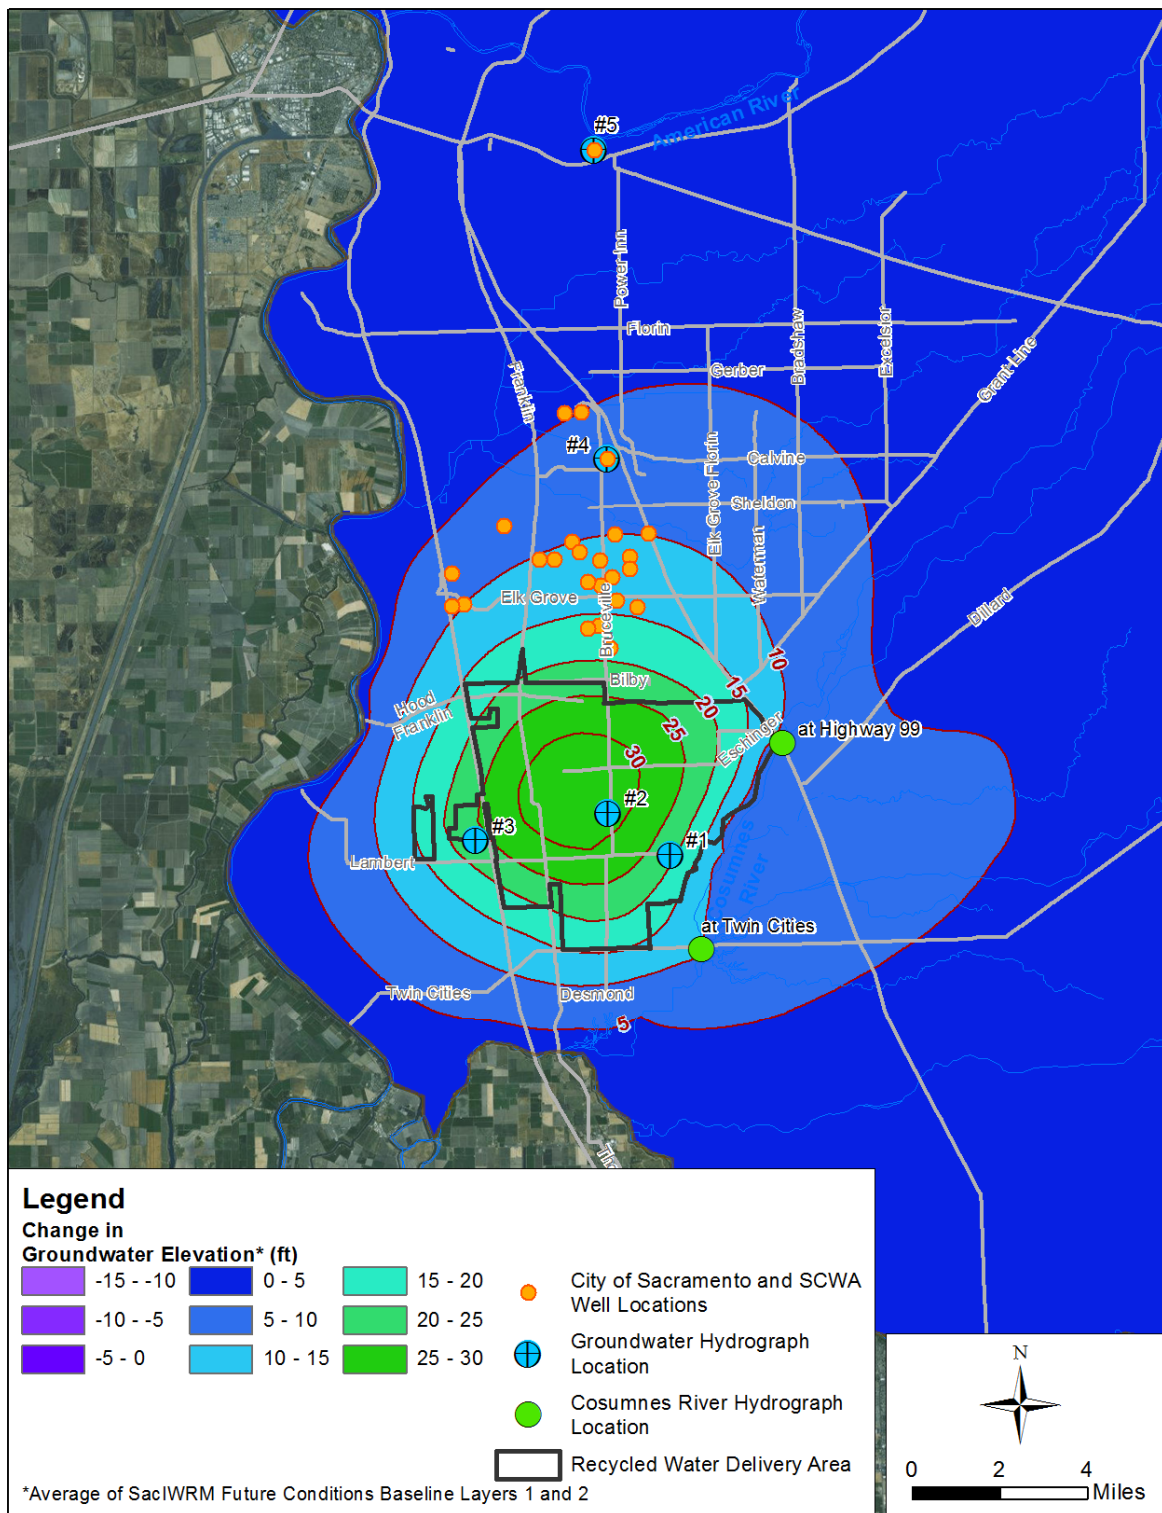 #5
American River
Power Inn
Florin
Bradshaw
Excelsior
Gerber
Grant Line
Franklin
#4
Calvine
Elk Grove Florin
Sheldon
Waterman
Elk Grove
Bruceville
Dillard
10
Bilby
15
Hood
Franklin
20
25
Eschinger
at Highway 99
30
#2
#3
#1
Lambert
Cosumnes
River
at Twin Cities
Twin Cities
Desmond
5
Legend
Change in
Groundwater Elevation* (ft)
-15 - -10
-10 - -5
-5 - 0
0 - 5
5 - 10
10 - 15
15 - 20
20 - 25
25 - 30
City of Sacramento and SCWA
Well Locations
Groundwater Hydrograph
Location
Cosumnes River Hydrograph
Location
Recycled Water Delivery Area
*Average of SacIWRM Future Conditions Baseline Layers 1 and 2
N
0 2 4
Miles